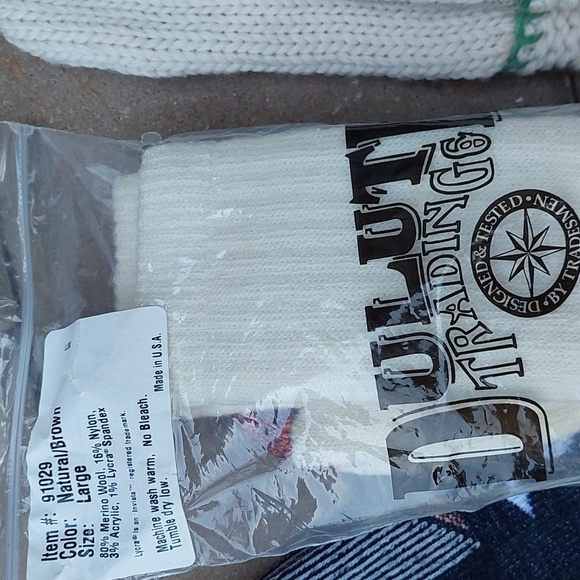 DULUTH
TRADING Co
DESIGNED & TESTED • BY TRADESMEN •
Item #: 91029
Color: Natural/Brown
Size: Large
80% Merino Wool, 16% Nylon,
3% Acrylic, 1% Lycra® Spandex
Lycra® is an Invista™ registered trademark.
Machine wash warm, No Bleach.
Tumble dry low. Made in U.S.A.